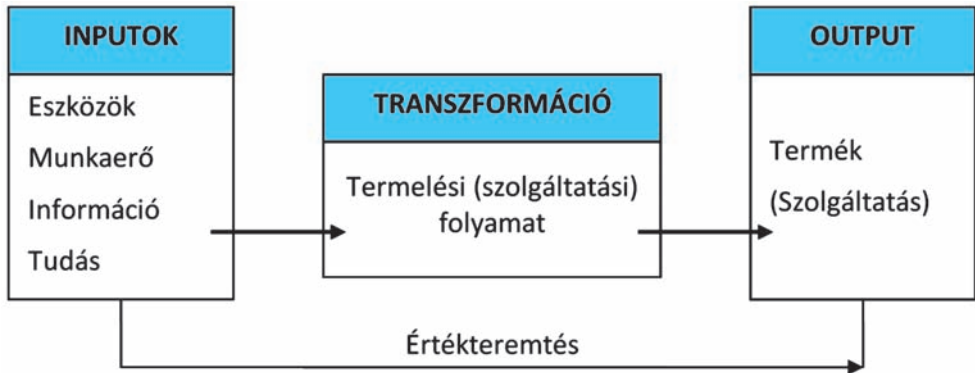 INPUTOK
Eszközök
Munkaerő
Információ
Tudás
TRANSZFORMÁCIÓ
Termelési (szolgáltatási)
folyamat
OUTPUT
Termék
(Szolgáltatás)
Értékteremtés